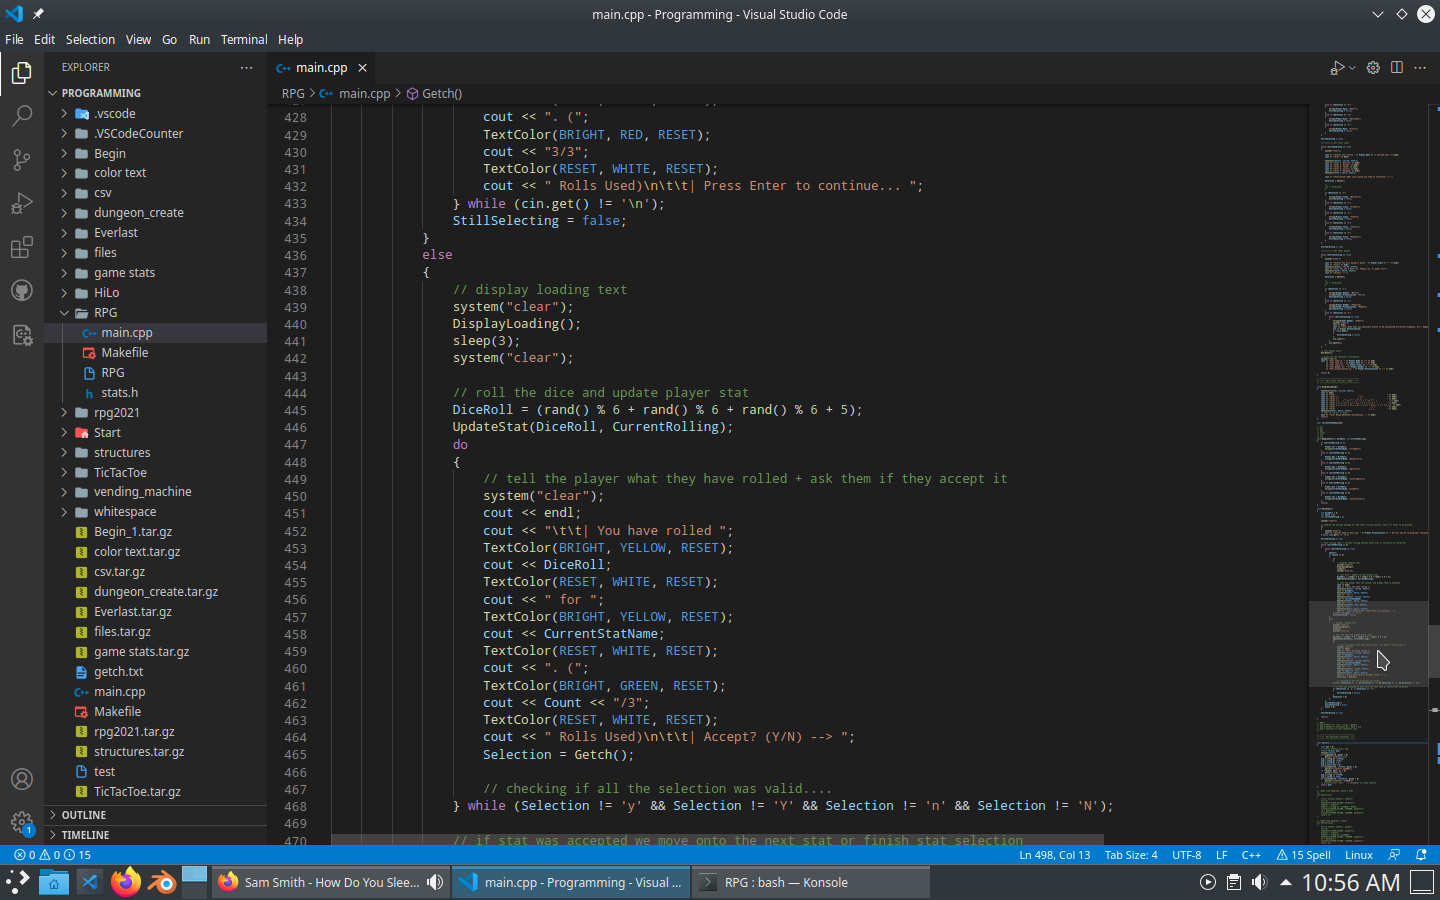 main.cpp - Programming - Visual Studio Code
File Edit Selection View Go Run Terminal Help
EXPLORER
PROGRAMMING
.vscode
.VSCodeCounter
Begin
color text
csv
dungeon_create
Everlast
files
game stats
HiLo
RPG
main.cpp
Makefile
RPG
stats.h
rpg2021
Start
structures
TicTacToe
vending_machine
whitespace
Begin_1.tar.gz
color text.tar.gz
csv.tar.gz
dungeon_create.tar.gz
Everlast.tar.gz
files.tar.gz
game stats.tar.gz
getch.txt
main.cpp
Makefile
rpg2021.tar.gz
structures.tar.gz
test
TicTacToe.tar.gz
OUTLINE
TIMELINE
main.cpp
RPG > main.cpp > Getch()
428 cout << ". (";
429 TextColor(BRIGHT, RED, RESET);
430 cout << "3/3";
431 TextColor(RESET, WHITE, RESET);
432 cout << " Rolls Used)\n\t\t| Press Enter to continue... ";
433 } while (cin.get() != '\n');
434 StillSelecting = false;
435 }
436 else
437 {
438 // display loading text
439 system("clear");
440 DisplayLoading();
441 sleep(3);
442 system("clear");
443
444 // roll the dice and update player stat
445 DiceRoll = (rand() % 6 + rand() % 6 + rand() % 6 + 5);
446 UpdateStat(DiceRoll, CurrentRolling);
447 do
448 {
449 // tell the player what they have rolled + ask them if they accept it
450 system("clear");
451 cout << endl;
452 cout << "\t\t| You have rolled ";
453 TextColor(BRIGHT, YELLOW, RESET);
454 cout << DiceRoll;
455 TextColor(RESET, WHITE, RESET);
456 cout << " for ";
457 TextColor(BRIGHT, YELLOW, RESET);
458 cout << CurrentStatName;
459 TextColor(RESET, WHITE, RESET);
460 cout << ". (";
461 TextColor(BRIGHT, GREEN, RESET);
462 cout << Count << "/3";
463 TextColor(RESET, WHITE, RESET);
464 cout << " Rolls Used)\n\t\t| Accept? (Y/N) --> ";
465 Selection = Getch();
466
467 // checking if all the selection was valid....
468 } while (Selection != 'y' && Selection != 'Y' && Selection != 'n' && Selection != 'N');
469
470 // if stat was accepted we move onto the next stat or finish stat selection
0 0 15
Ln 498, Col 13 Tab Size: 4 UTF-8 LF C++ 15 Spell Linux
1
Sam Smith - How Do You Slee...
main.cpp - Programming - Visual ...
RPG : bash — Konsole
10:56 AM